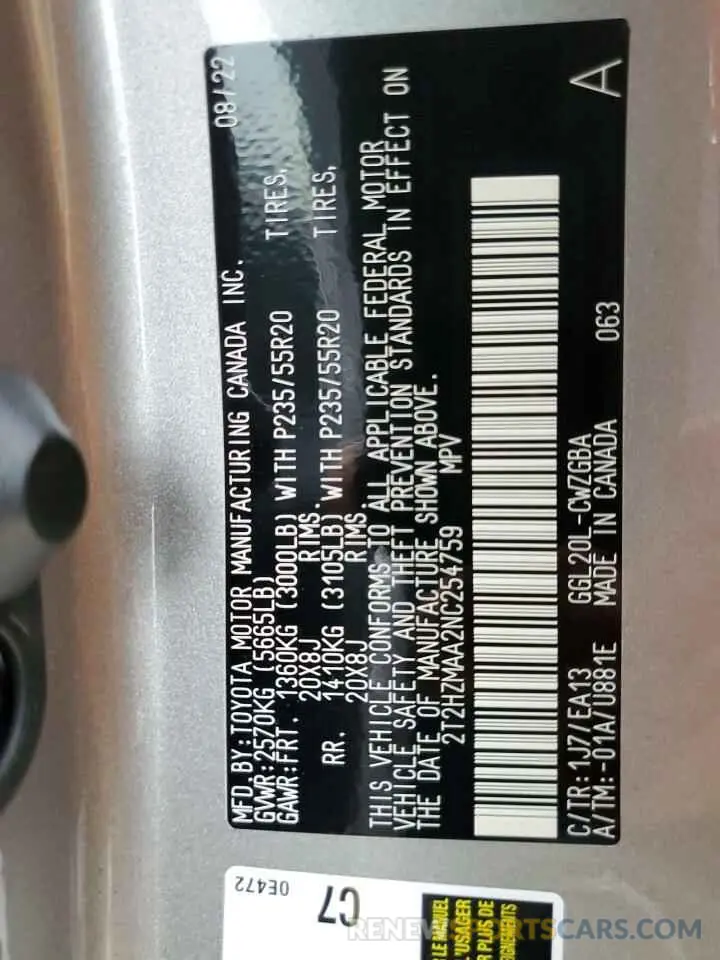 MFD.BY:TOYOTA MOTOR MANUFACTURING CANADA INC. 08/22
GVWR:2570KG (5665LB)
GAWR:FRT. 1360KG (3000LB) WITH P235/55R20 TIRES,
20X8J RIMS.
RR. 1410KG (3105LB) WITH P235/55R20 TIRES,
20X8J RIMS.
THIS VEHICLE CONFORMS TO ALL APPLICABLE FEDERAL MOTOR
VEHICLE SAFETY AND THEFT PREVENTION STANDARDS IN EFFECT ON
THE DATE OF MANUFACTURE SHOWN ABOVE.
2T2HZMAA2NC254759 MPV
C/TR:1J7/EA13 GGL20L-CWZGBA
A/TM:-01A/U881E MADE IN CANADA 063 A
0E472
C7
L'USAGER
PLUS DE
RENEWSPORTSCARS.COM